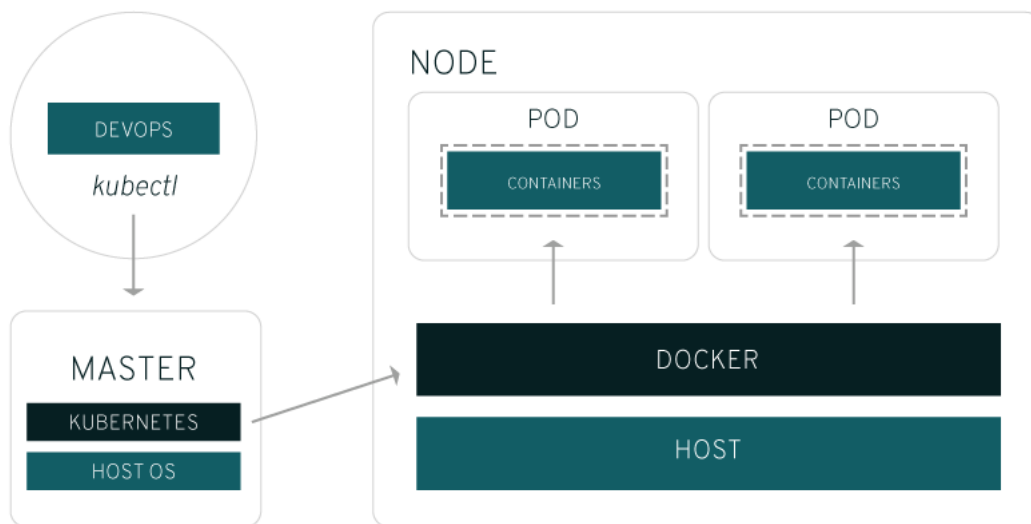 DEVOPS
kubectl
MASTER
KUBERNETES
HOST OS
NODE
POD
CONTAINERS
POD
CONTAINERS
DOCKER
HOST